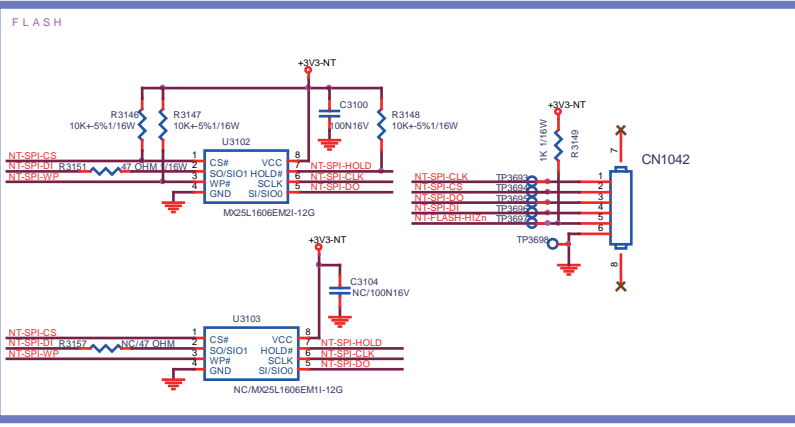 FLASH
+3V3-NT
R3146
10K+-5%1/16W
R3147
10K+-5%1/16W
C3100
100N16V
R3148
10K+-5%1/16W
U3102
NT-SPI-CS
1
CS#
VCC
8
NT-SPI-DI
R3151
47 OHM 1/16W
2
SO/SIO1
HOLD#
7
NT-SPI-HOLD
NT-SPI-WP
3
WP#
SCLK
6
NT-SPI-CLK
4
GND
SI/SIO0
5
NT-SPI-DO
MX25L1606EM2I-12G
+3V3-NT
1K 1/16W
R3149
7
CN1042
NT-SPI-CLK
TP3693
1
NT-SPI-CS
TP3694
2
NT-SPI-DO
TP3695
3
NT-SPI-DI
TP3696
4
NT-FLASH-HIZn
TP3697
5
6
TP3698
8
+3V3-NT
C3104
NC/100N16V
U3103
NT-SPI-CS
1
CS#
VCC
8
NT-SPI-DI
R3157
NC/47 OHM
2
SO/SIO1
HOLD#
7
NT-SPI-HOLD
NT-SPI-WP
3
WP#
SCLK
6
NT-SPI-CLK
4
GND
SI/SIO0
5
NT-SPI-DO
NC/MX25L1606EM1I-12G